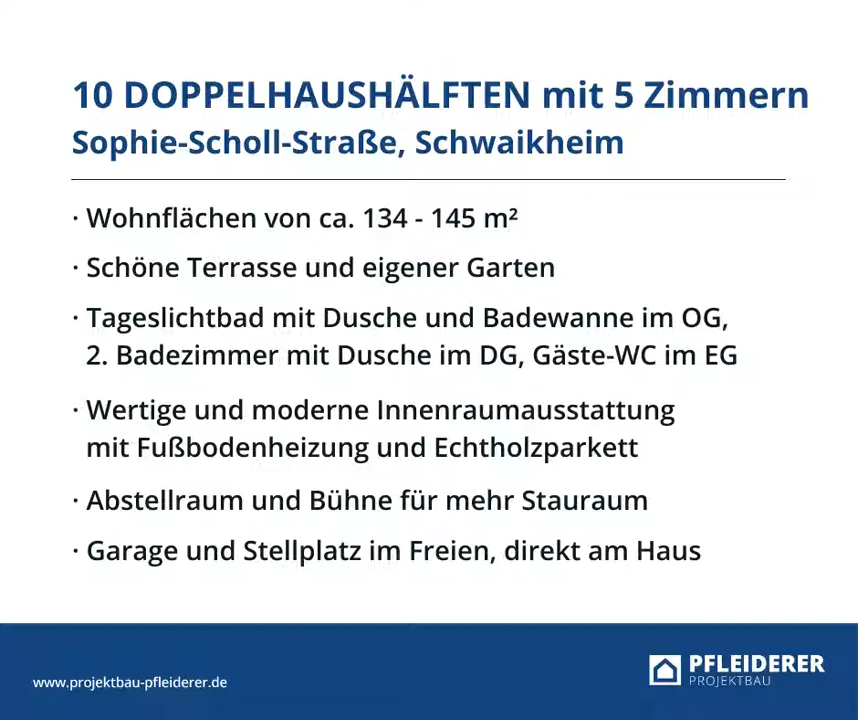 10 DOPPELHAUSHÄLFTEN mit 5 Zimmern
Sophie-Scholl-Straße, Schwaikheim
· Wohnflächen von ca. 134 - 145 m²
· Schöne Terrasse und eigener Garten
· Tageslichtbad mit Dusche und Badewanne im OG,
2. Badezimmer mit Dusche im DG, Gäste-WC im EG
· Wertige und moderne Innenraumausstattung
mit Fußbodenheizung und Echtholzparkett
· Abstellraum und Bühne für mehr Stauraum
· Garage und Stellplatz im Freien, direkt am Haus
www.projektbau-pfleiderer.de
PFLEIDERER
PROJEKTBAU